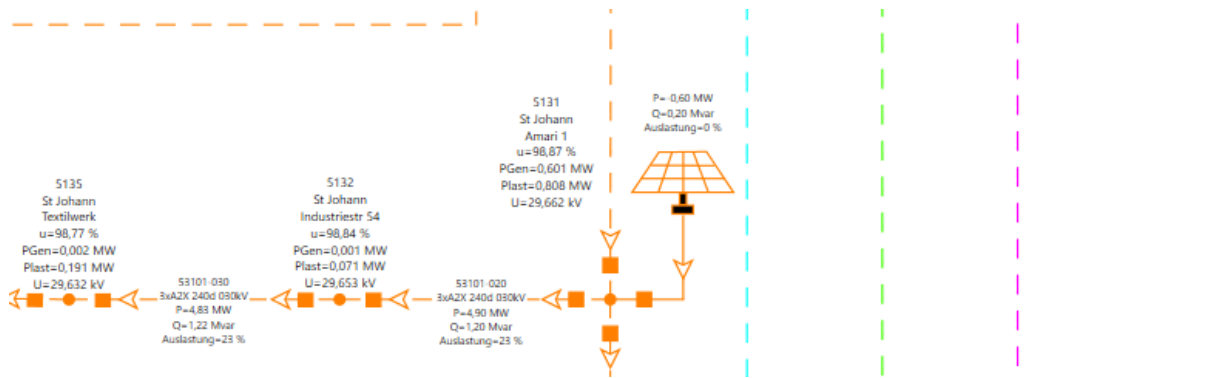 S131
St Johann
Amari 1
u=98,87 %
PGen=0,601 MW
Plast=0,808 MW
U=29,662 kV
P=-0,60 MW
Q=0,20 Mvar
Auslastung=0 %
S135
St Johann
Textilwerk
u=98,77 %
PGen=0,002 MW
Plast=0,191 MW
U=29,632 kV
S132
St Johann
Industriestr 54
u=98,84 %
PGen=0,001 MW
Plast=0,071 MW
U=29,653 kV
S3101-030
3xA2X 240d 030kV
P=4,83 MW
Q=1,22 Mvar
Auslastung=23 %
S3101-020
3xA2X 240d 030kV
P=4,90 MW
Q=1,20 Mvar
Auslastung=23 %